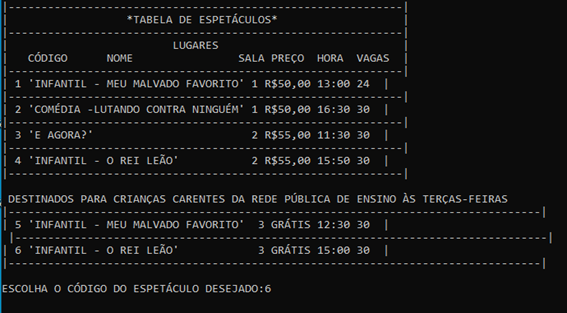 *TABELA DE ESPETÁCULOS*
LUGARES
CÓDIGO NOME SALA PREÇO HORA VAGAS
1 'INFANTIL - MEU MALVADO FAVORITO' 1 R$50,00 13:00 24
2 'COMÉDIA -LUTANDO CONTRA NINGUÉM' 1 R$50,00 16:30 30
3 'E AGORA?' 2 R$55,00 11:30 30
4 'INFANTIL - O REI LEÃO' 2 R$55,00 15:50 30
DESTINADOS PARA CRIANÇAS CARENTES DA REDE PÚBLICA DE ENSINO ÀS TERÇAS-FEIRAS
5 'INFANTIL - MEU MALVADO FAVORITO' 3 GRÁTIS 12:30 30
6 'INFANTIL - O REI LEÃO' 3 GRÁTIS 15:00 30
ESCOLHA O CÓDIGO DO ESPETÁCULO DESEJADO:6